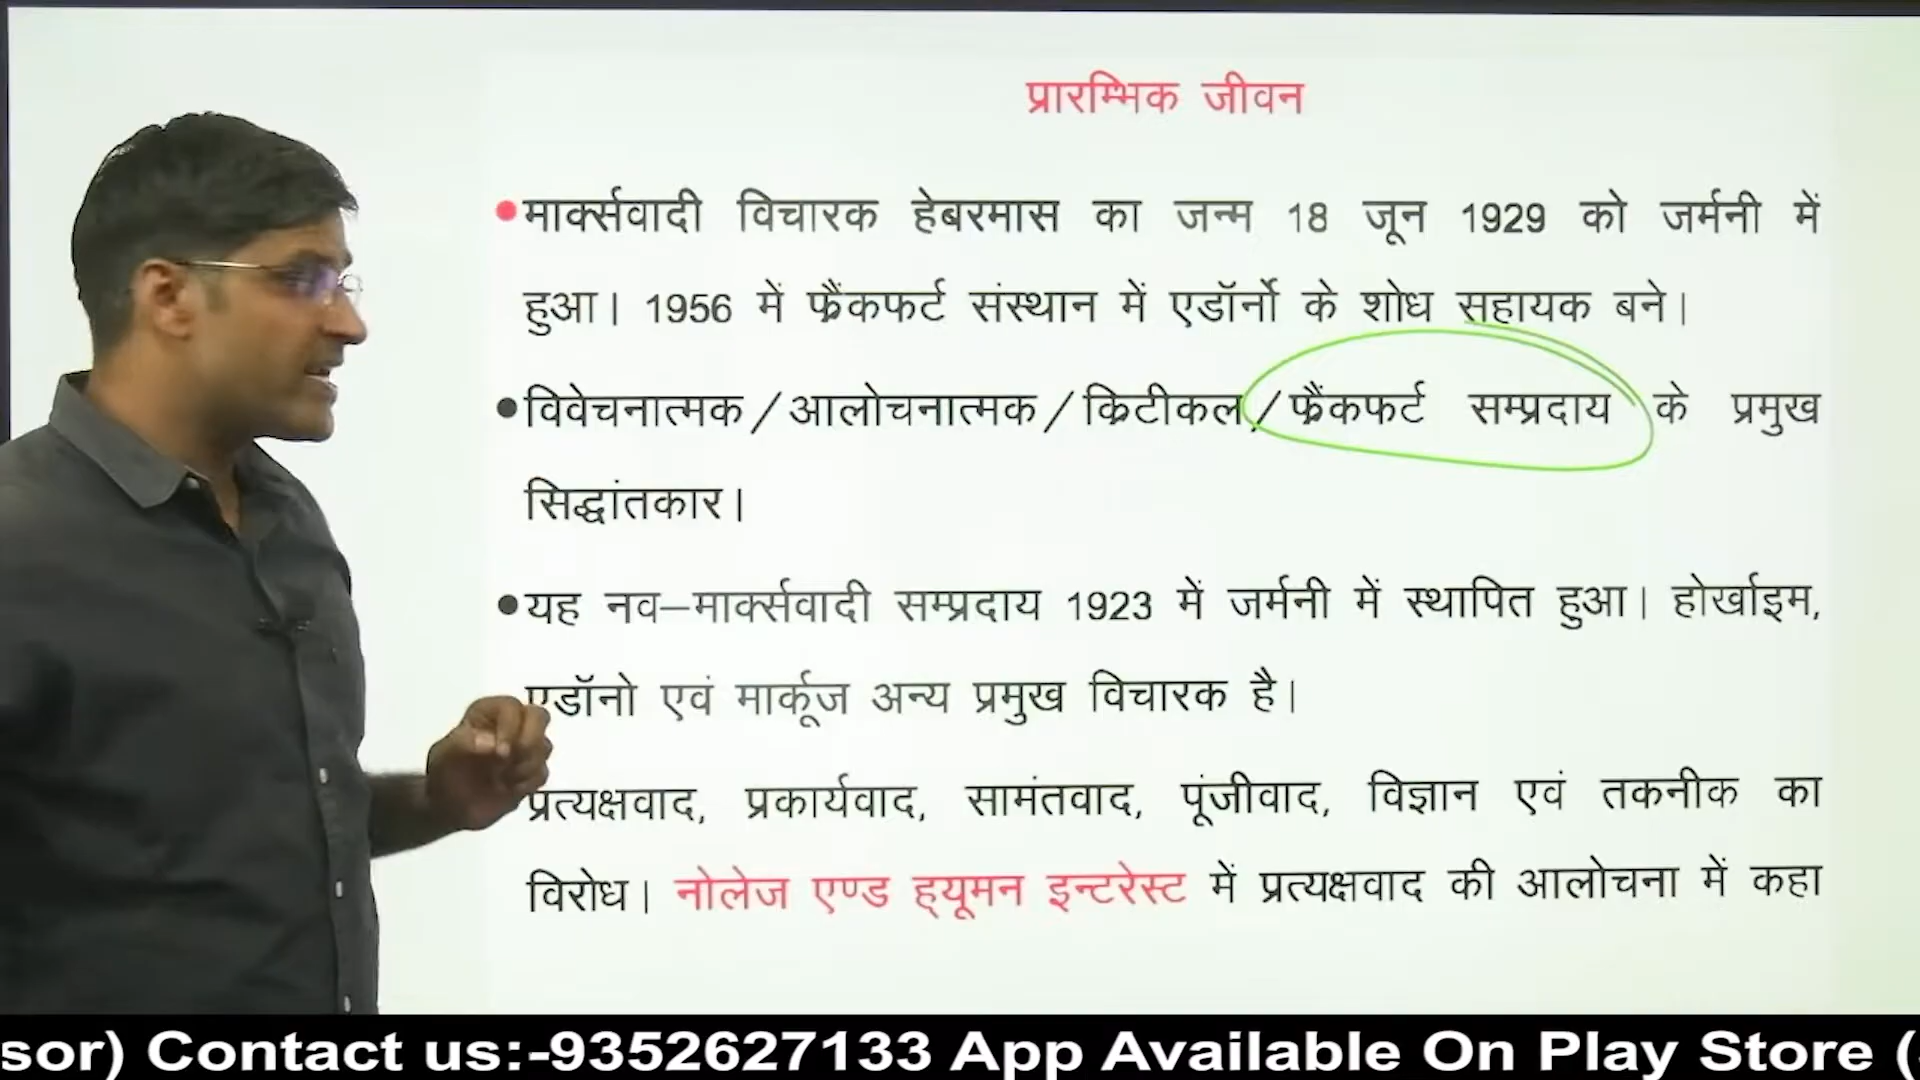 प्रारम्भिक जीवन
मार्क्सवादी विचारक हेबरमास का जन्म 18 जून 1929 को जर्मनी में
हुआ। 1956 में फ्रैंकफर्ट संस्थान में एडॉर्नो के शोध सहायक बने।
विवेचनात्मक/आलोचनात्मक/क्रिटीकल/फ्रैंकफर्ट सम्प्रदाय के प्रमुख
सिद्धांतकार।
यह नव–मार्क्सवादी सम्प्रदाय 1923 में जर्मनी में स्थापित हुआ। होर्खाइम,
एडॉनो एवं मार्कूज अन्य प्रमुख विचारक है।
प्रत्यक्षवाद, प्रकार्यवाद, सामंतवाद, पूंजीवाद, विज्ञान एवं तकनीक का
विरोध। नोलेज एण्ड ह्यूमन इन्टरेस्ट में प्रत्यक्षवाद की आलोचना में कहा
sor) Contact us:-9352627133 App Available On Play Store (